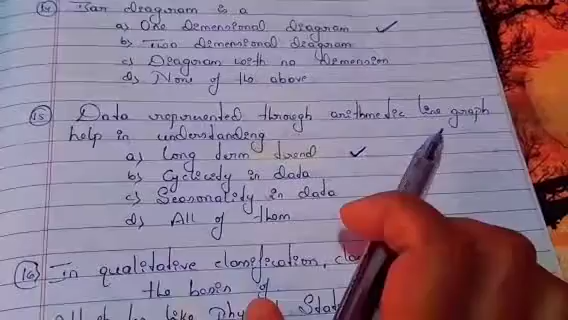 14) Bar diagram is a
a) One dimensional diagram ✓
b) Two dimensional diagram
c) Diagram with no dimension
d) None of the above
15) Data represented through arithmetic line graph
help in understanding
a) Long term trend ✓
b) Cyclicity in data
c) Seasonality in data
d) All of them
16) In qualitative classification,
the basis of